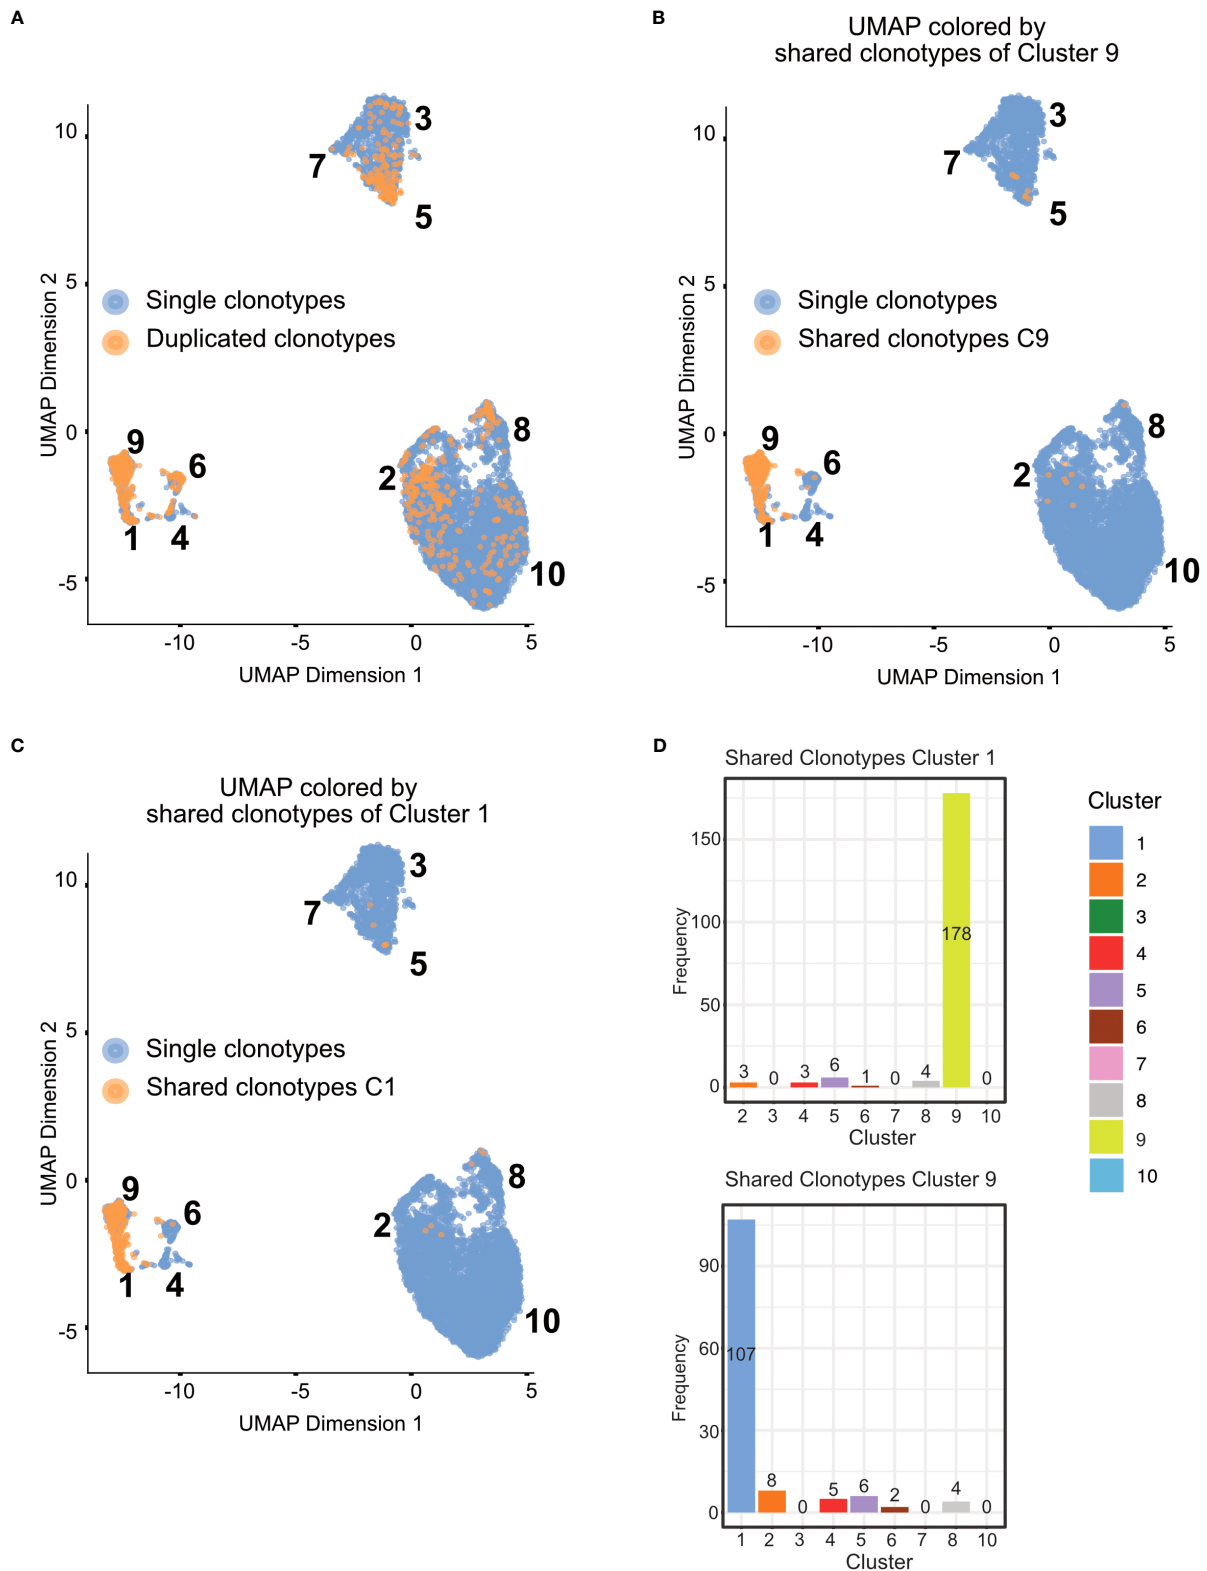 A
3
7
5
10
5
0
-5
UMAP Dimension 2
Single clonotypes
Duplicated clonotypes
9
6
1
4
2
8
10
-10
-5
0
5
UMAP Dimension 1
B
UMAP colored by
shared clonotypes of Cluster 9
3
7
5
10
5
0
-5
UMAP Dimension 2
Single clonotypes
Shared clonotypes C9
9
6
1
4
2
8
10
-10
-5
0
5
UMAP Dimension 1
C
UMAP colored by
shared clonotypes of Cluster 1
3
7
5
10
5
0
-5
UMAP Dimension 2
Single clonotypes
Shared clonotypes C1
9
6
1
4
2
8
10
-10
-5
0
5
UMAP Dimension 1
D
Shared Clonotypes Cluster 1
150
100
50
0
Frequency
3 0 3 6 1 0 4 178 0
2 3 4 5 6 7 8 9 10
Cluster
Shared Clonotypes Cluster 9
90
60
30
0
Frequency
107 8 0 5 6 2 0 4 0
1 2 3 4 5 6 7 8 10
Cluster
Cluster
1
2
3
4
5
6
7
8
9
10